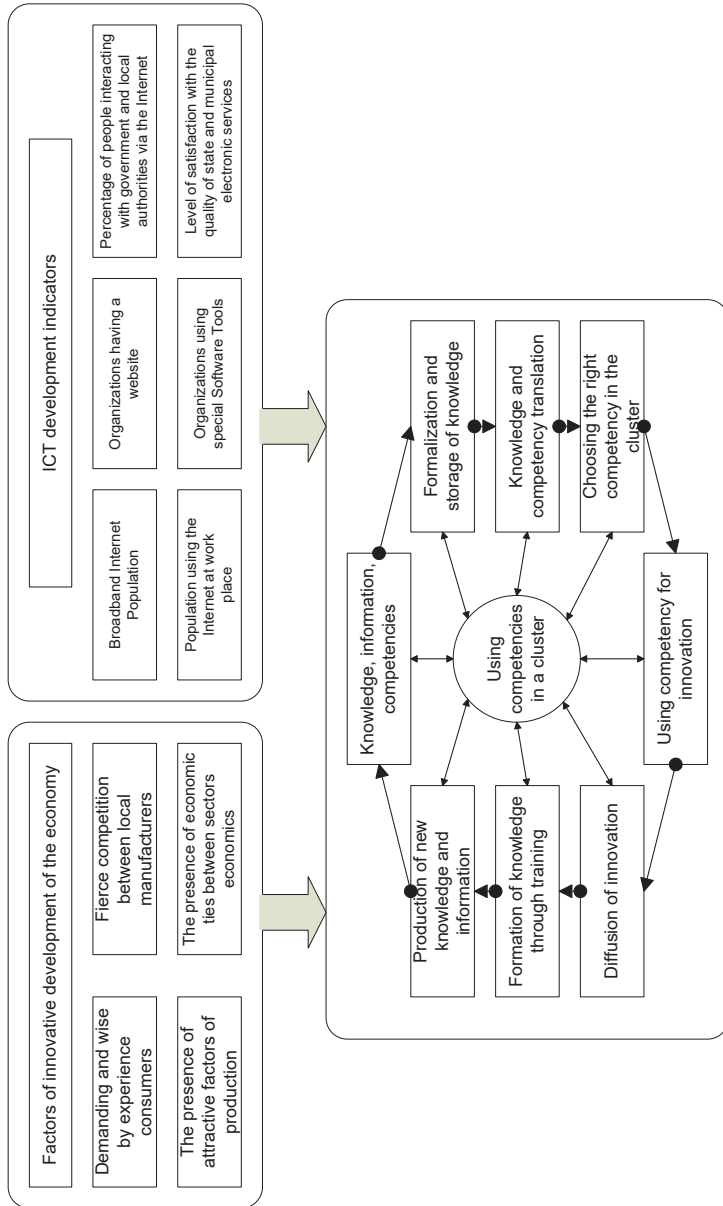 Factors of innovative development of the economy
Demanding and wise
by experience
consumers
Fierce competition
between local
manufacturers
The presence of
attractive factors of
production
The presence of economic
ties between sectors
economics
ICT development indicators
Broadband Internet
Population
Organizations having a
website
Percentage of people interacting
with government and local
authorities via the Internet
Population using the
Internet at work
place
Organizations using
special Software Tools
Level of satisfaction with the
quality of state and municipal
electronic services
Knowledge, information,
competencies
Production of new
knowledge and
information
Formalization and
storage of knowledge
Formation of knowledge
through training
Using
competencies
in a cluster
Knowledge and
competency translation
Diffusion of innovation
Choosing the right
competency in the
cluster
Using competency for
innovation